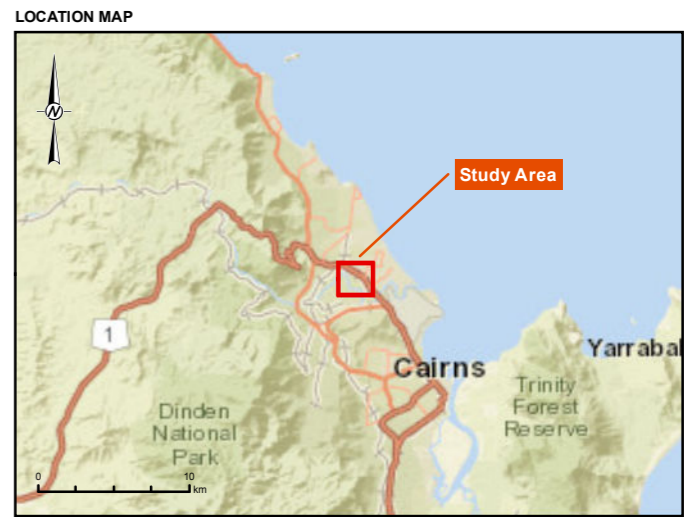 LOCATION MAP
N
Study Area
1
Yarrabal
Cairns
Trinity
Forest
Reserve
Dinden
National
Park
0 10
km